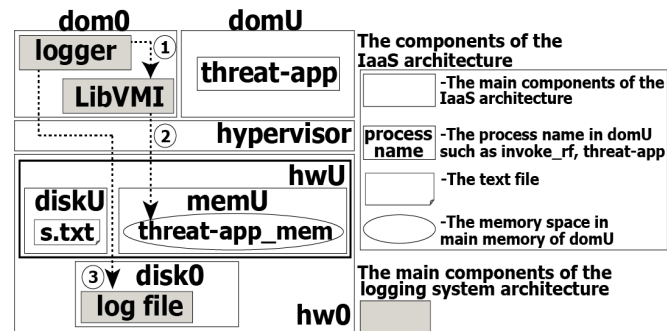 dom0
domU
logger
1
LibVMI
threat-app
2
hypervisor
hwU
diskU
s.txt
memU
threat-app_mem
3
disk0
log file
hw0
The components of the
IaaS architecture
-The main components of the
IaaS architecture
process
name
-The process name in domU
such as invoke_rf, threat-app
-The text file
-The memory space in
main memory of domU
The main components of the
logging system architecture